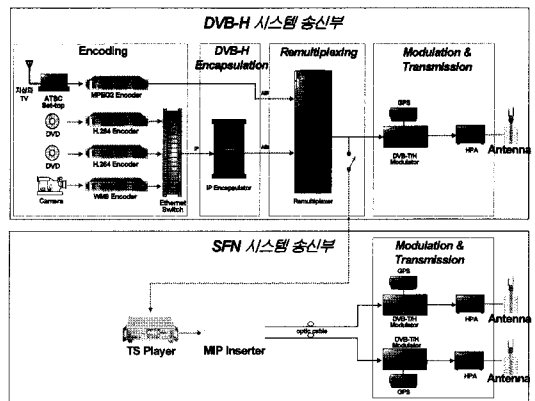 DVB-H 시스템 송신부
Encoding
DVB-H
Encapsulation
Remultiplexing
Modulation &
Transmission
지상파
TV
ATSC
Set-top
MPEG2 Encoder
ASI
DVD
H.264 Encoder
DVD
H.264 Encoder
Camera
WM9 Encoder
Ethernet
Switch
IP
IP Encapsulator
ASI
Remultiplexer
GPS
DVB-T/H
Modulator
HPA
Antenna
SFN 시스템 송신부
Modulation &
Transmission
TS Player
MIP Inserter
optic cable
GPS
DVB-T/H
Modulator
HPA
Antenna
DVB-T/H
Modulator
GPS
HPA
Antenna